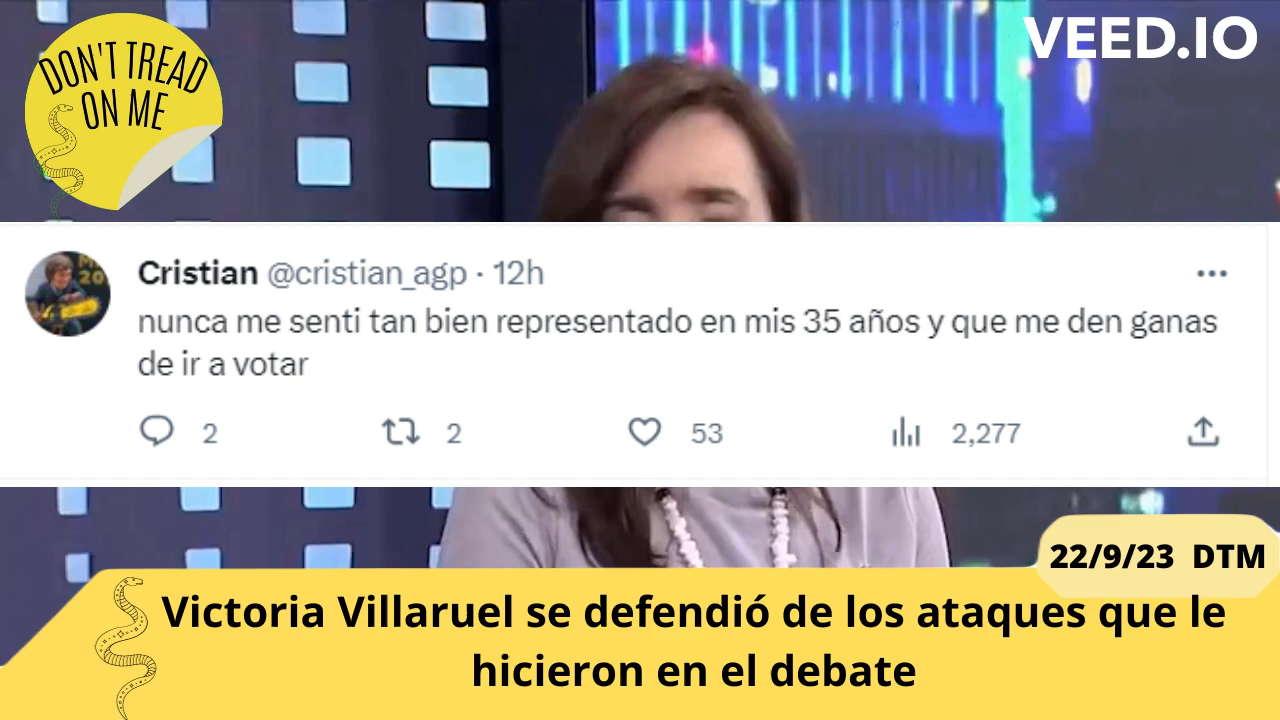 DON'T TREAD
ON ME
VEED.IO
M
20
Cristian @cristian_agp · 12h
nunca me senti tan bien representado en mis 35 años y que me den ganas
de ir a votar
2
2
53
2,277
22/9/23 DTM
Victoria Villaruel se defendió de los ataques que le
hicieron en el debate